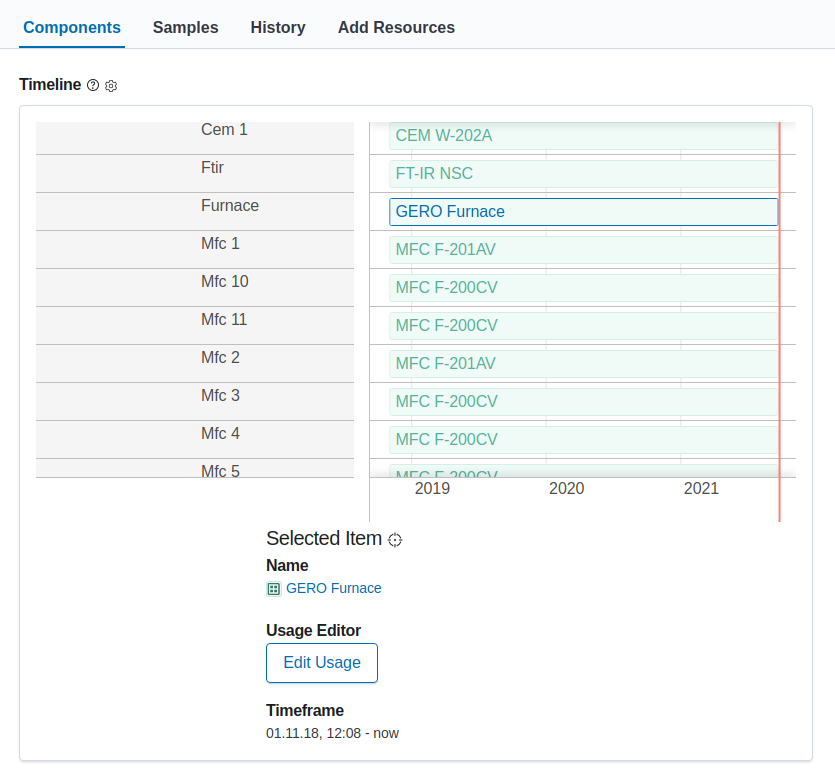 Components Samples History Add Resources
Timeline
Cem 1 CEM W-202A
Ftir FT-IR NSC
Furnace GERO Furnace
Mfc 1 MFC F-201AV
Mfc 10 MFC F-200CV
Mfc 11 MFC F-200CV
Mfc 2 MFC F-201AV
Mfc 3 MFC F-200CV
Mfc 4 MFC F-200CV
Mfc 5 MFC F-200CV
2019 2020 2021
Selected Item
Name
GERO Furnace
Usage Editor
Edit Usage
Timeframe
01.11.18, 12:08 - now